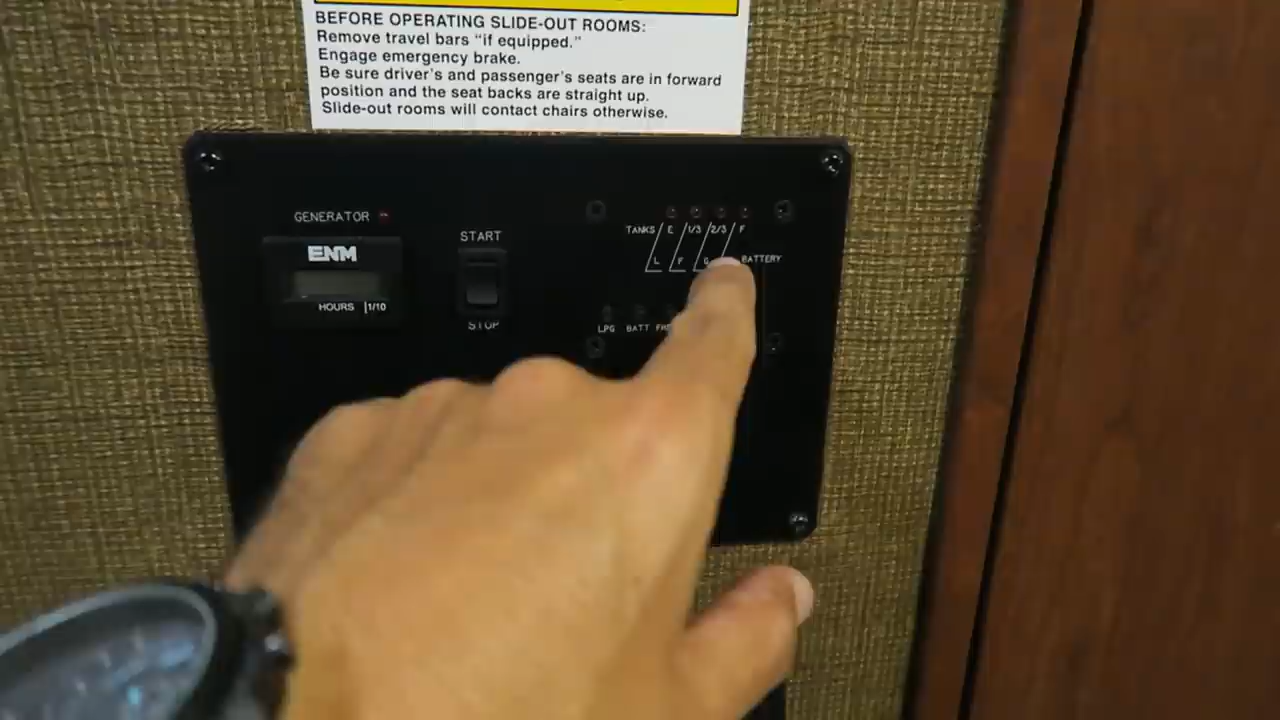 BEFORE OPERATING SLIDE-OUT ROOMS:
Remove travel bars “if equipped.”
Engage emergency brake.
Be sure driver's and passenger's seats are in forward
position and the seat backs are straight up.
Slide-out rooms will contact chairs otherwise.
GENERATOR
ENM
HOURS 1/10
START
STOP
TANKS E 1/3 2/3 F
L F G BATTERY
LPG BATT